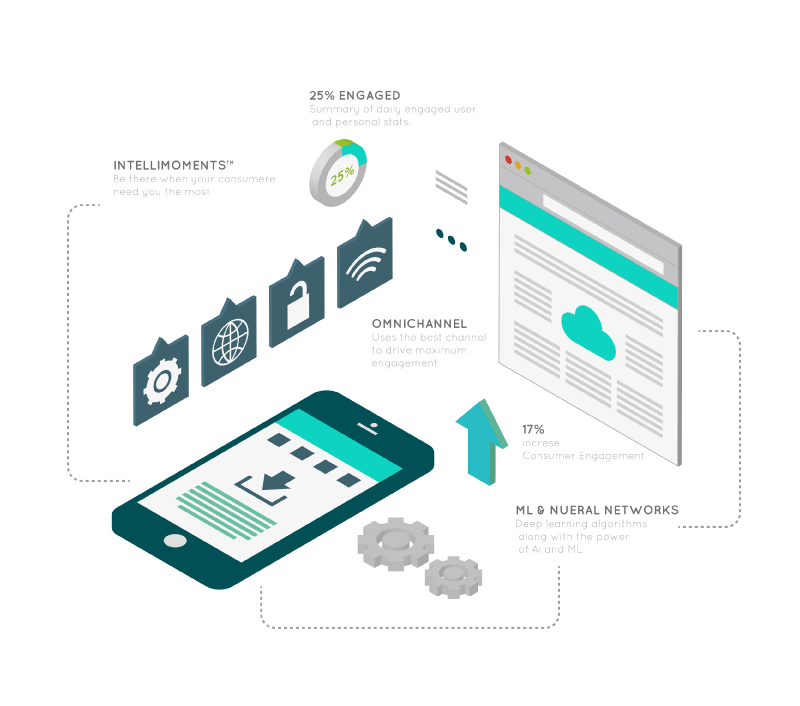 25% ENGAGED
Summary of daily engaged user
and personal stats.
INTELLIMOMENTS™
Be there when your consumere
need you the most
25%
OMNICHANNEL
Uses the best channel
to drive maximum
engagement
17%
increse
Consumer Engagement
ML & NUERAL NETWORKS
Deep learning algorithms
along with the power
of Ai and ML